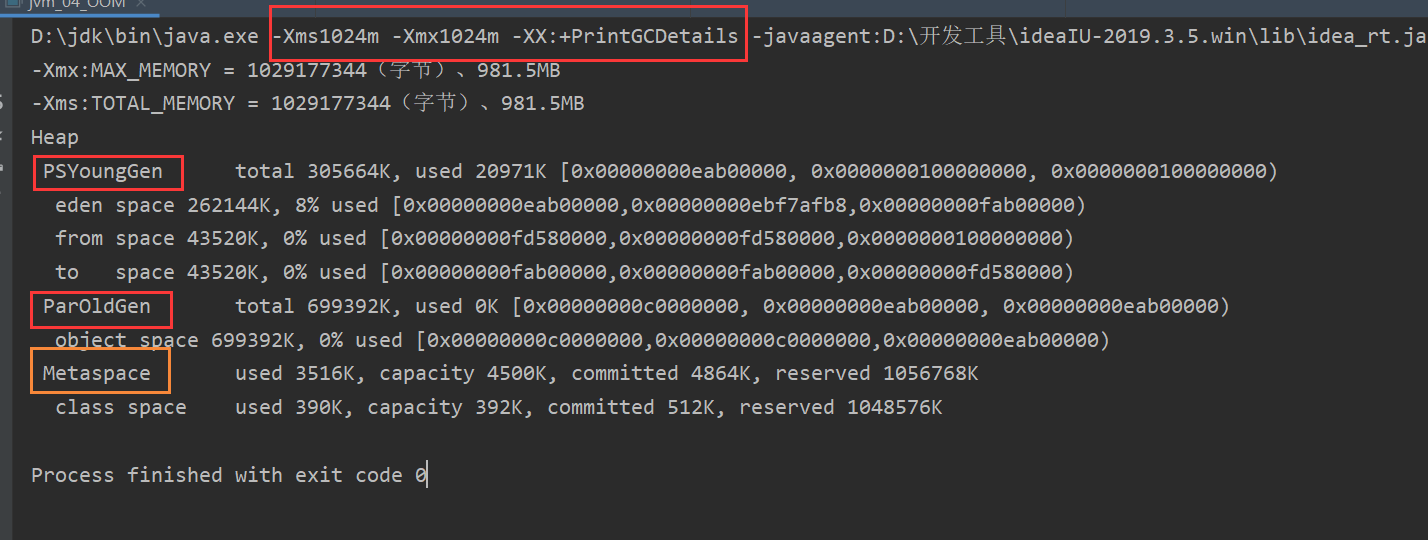 jvm_04_OOM ×
D:\jdk\bin\java.exe -Xms1024m -Xmx1024m -XX:+PrintGCDetails -javaagent:D:\开发工具\ideaIU-2019.3.5.win\lib\idea_rt.ja
-Xmx:MAX_MEMORY = 1029177344（字节）、981.5MB
-Xms:TOTAL_MEMORY = 1029177344（字节）、981.5MB
Heap
PSYoungGen total 305664K, used 20971K [0x00000000eab00000, 0x0000000100000000, 0x0000000100000000)
eden space 262144K, 8% used [0x00000000eab00000,0x00000000ebf7afb8,0x00000000fab00000)
from space 43520K, 0% used [0x00000000fd580000,0x00000000fd580000,0x0000000100000000)
to space 43520K, 0% used [0x00000000fab00000,0x00000000fab00000,0x00000000fd580000)
ParOldGen total 699392K, used 0K [0x00000000c0000000, 0x00000000eab00000, 0x00000000eab00000)
object space 699392K, 0% used [0x00000000c0000000,0x00000000c0000000,0x00000000eab00000)
Metaspace used 3516K, capacity 4500K, committed 4864K, reserved 1056768K
class space used 390K, capacity 392K, committed 512K, reserved 1048576K
Process finished with exit code 0